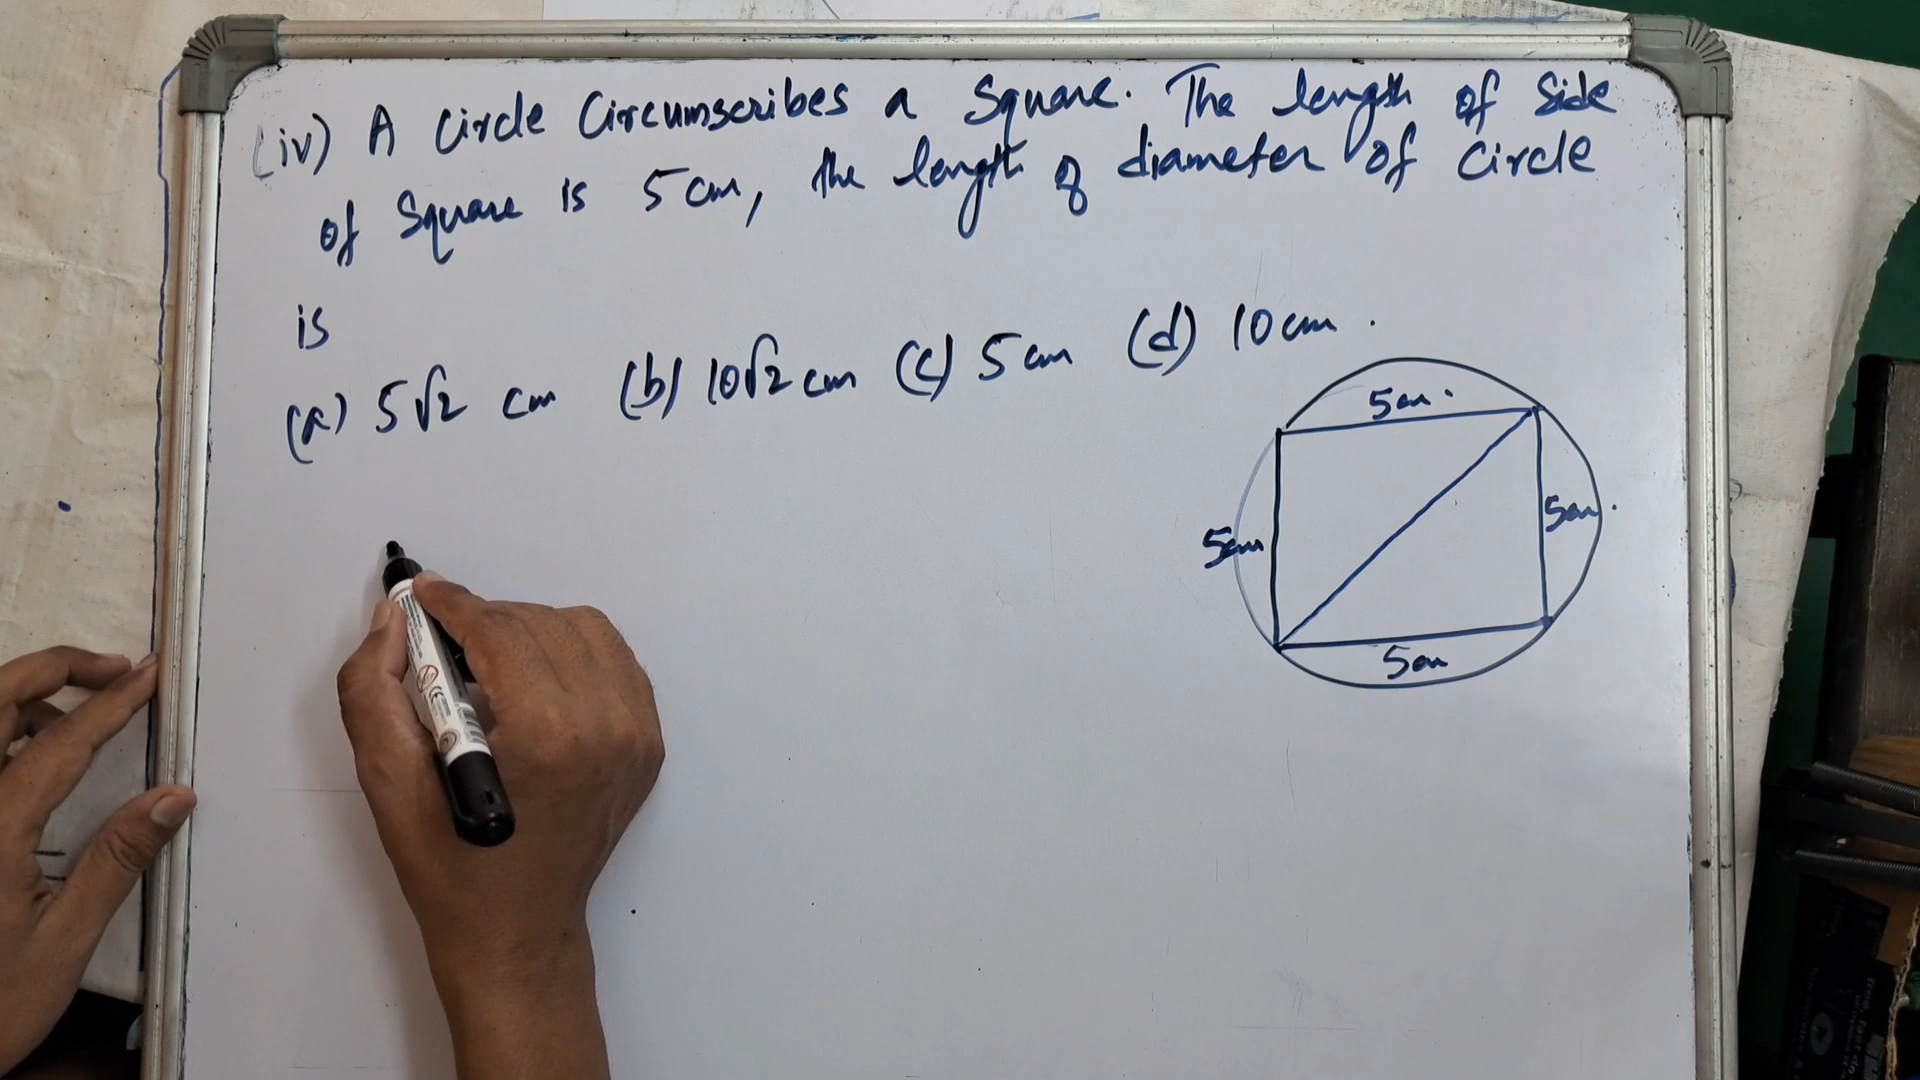 (iv) A Circle Circumscribes a Square. The length of Side
of Square is 5 cm, the length of diameter of Circle
is
(a) 5√2 cm (b) 10√2 cm (c) 5 cm (d) 10 cm.
5cm.
5cm
5cm.
5cm